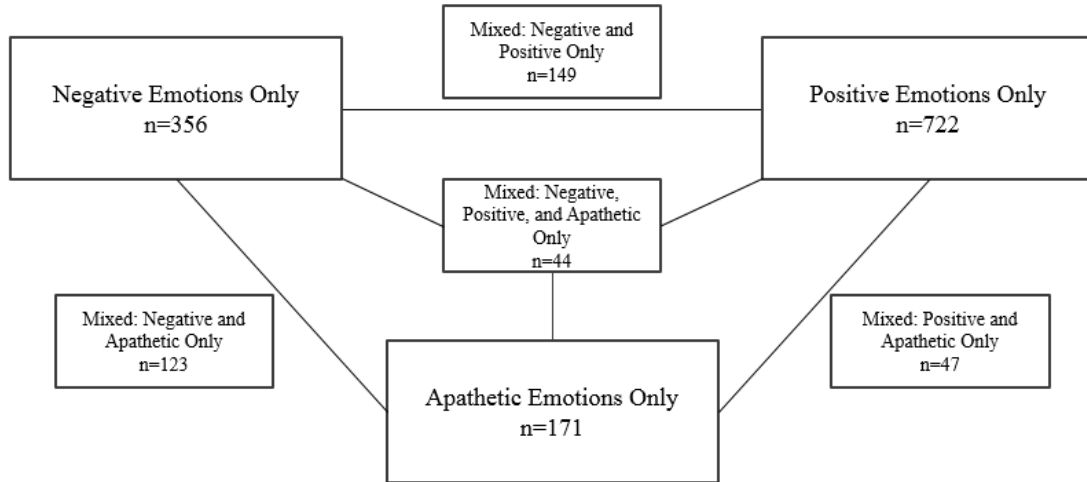 Mixed: Negative and
Positive Only
n=149
Negative Emotions Only
n=356
Positive Emotions Only
n=722
Mixed: Negative,
Positive, and Apathetic
Only
n=44
Mixed: Negative and
Apathetic Only
n=123
Mixed: Positive and
Apathetic Only
n=47
Apathetic Emotions Only
n=171